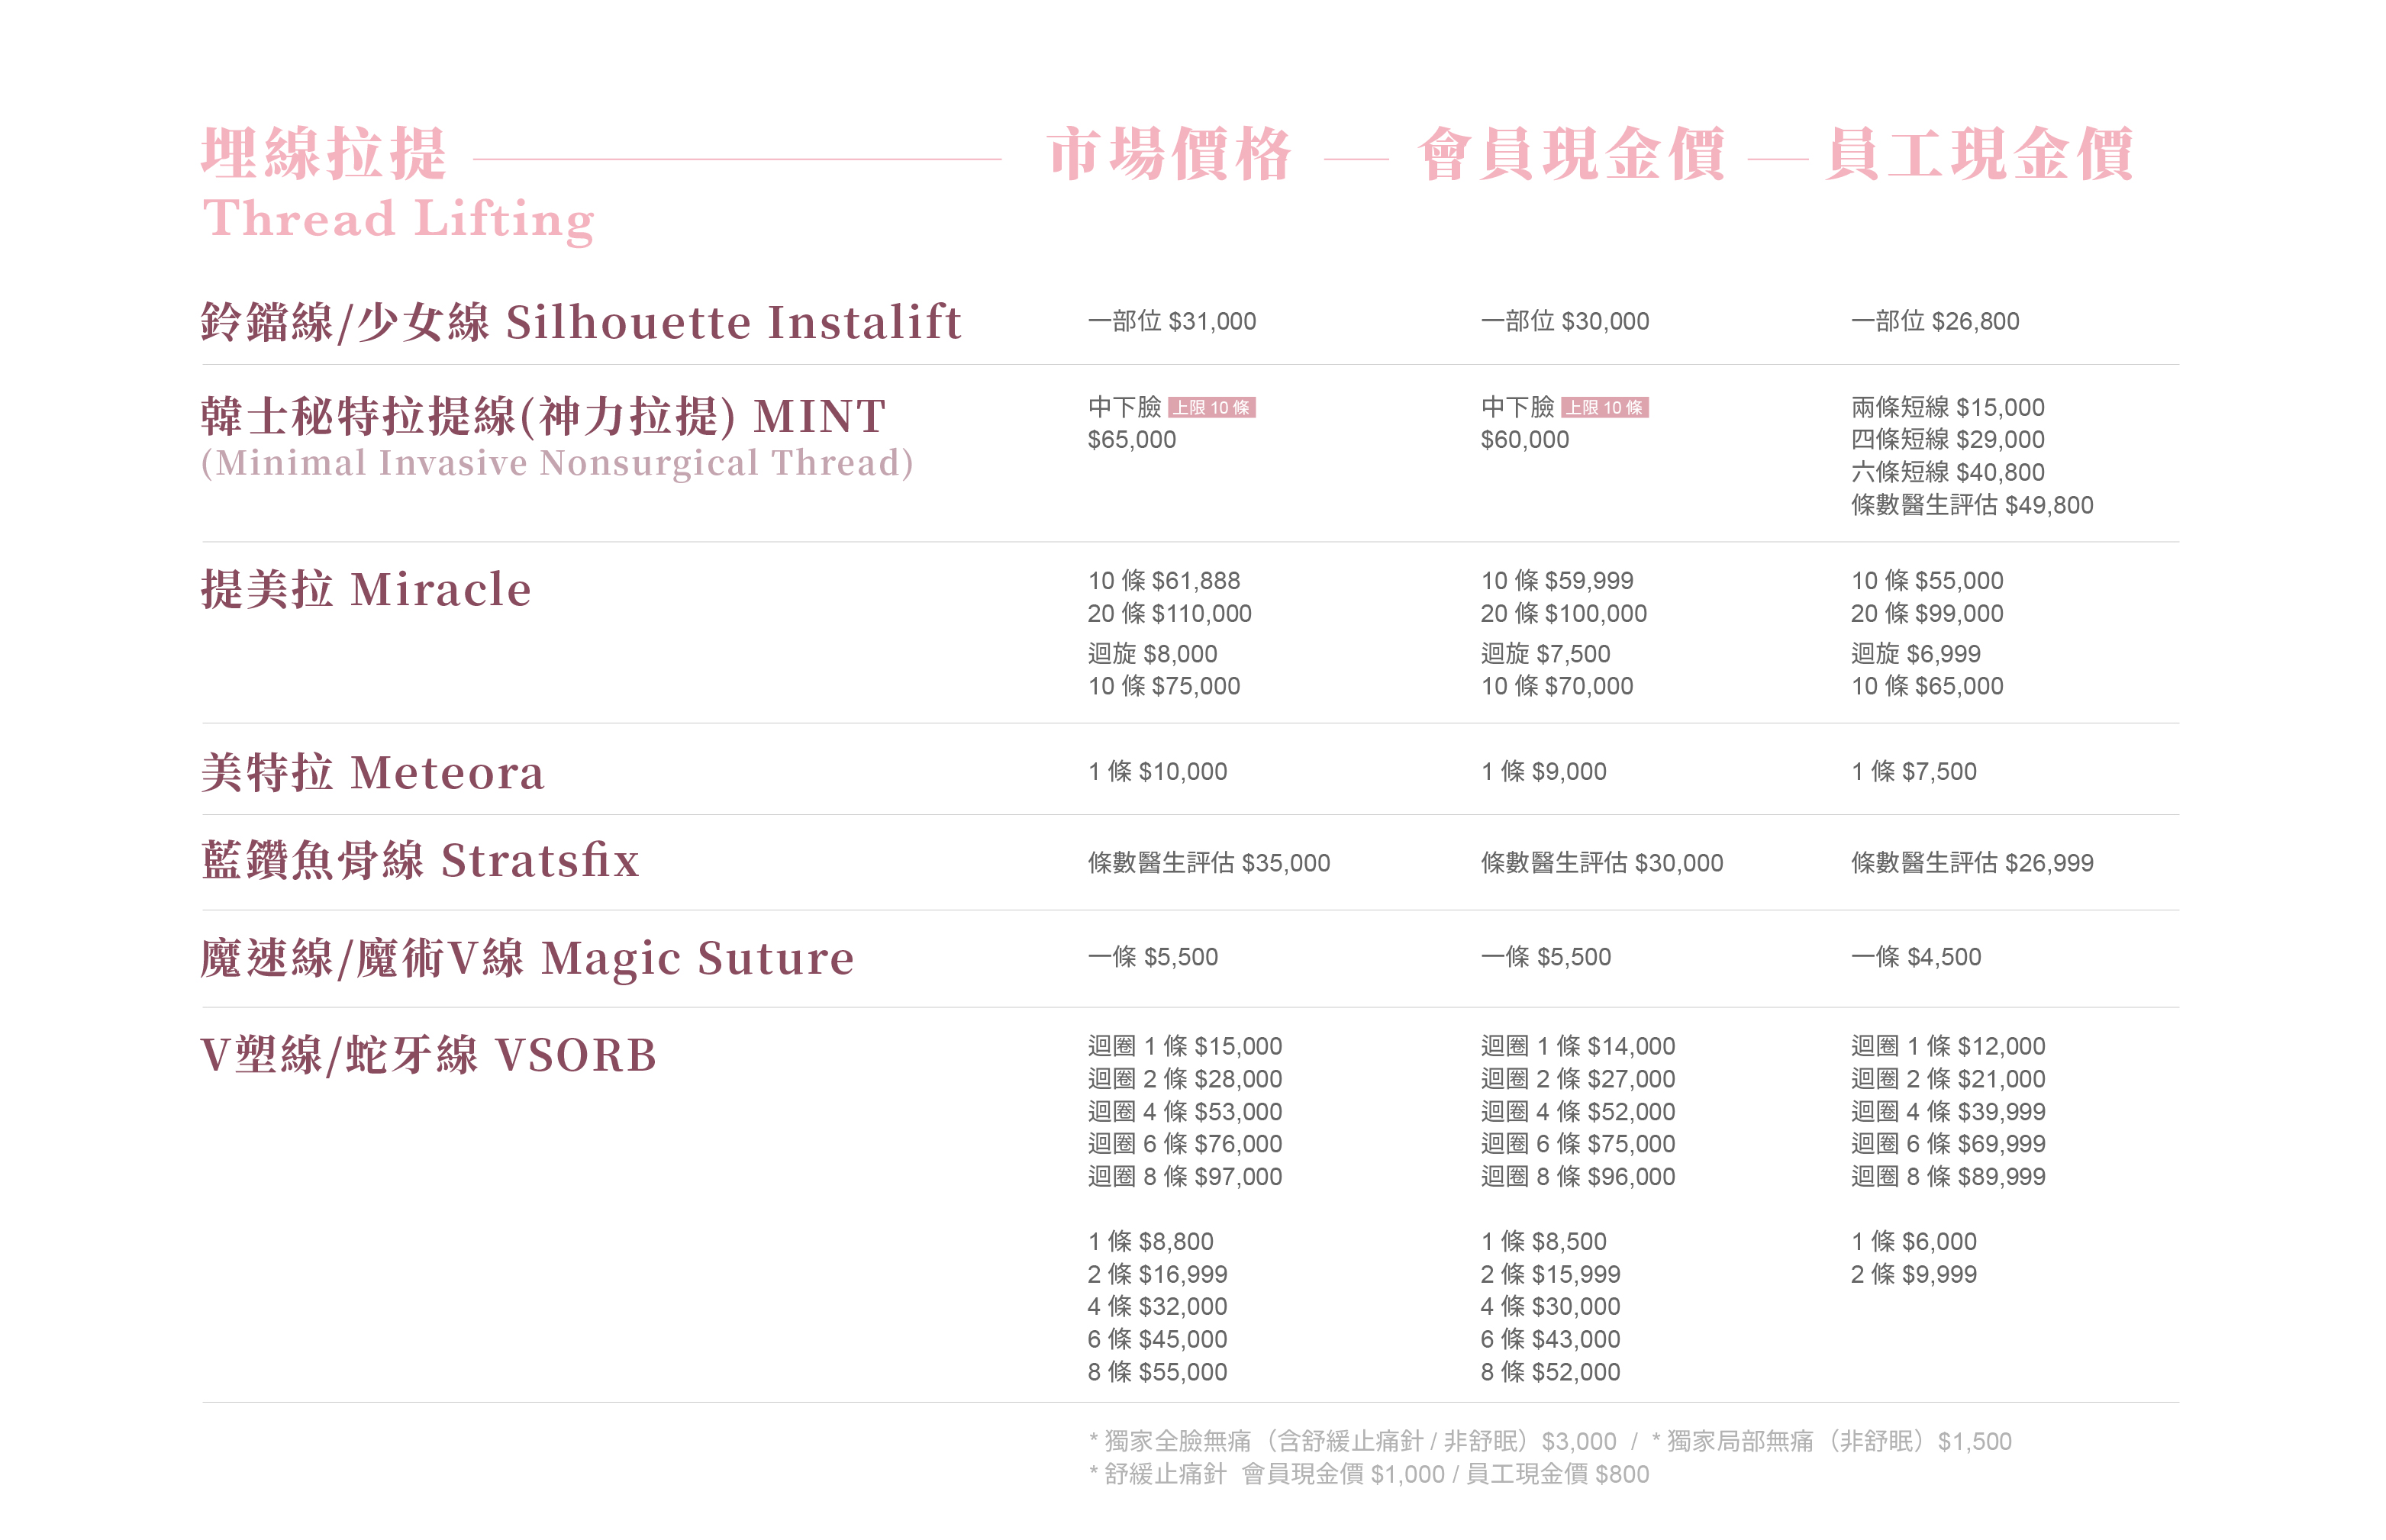 埋線拉提 市場價格 會員現金價 員工現金價
Thread Lifting
鈴鐺線/少女線 Silhouette Instalift 一部位 $31,000 一部位 $30,000 一部位 $26,800
韓士秘特拉提線(神力拉提) MINT
(Minimal Invasive Nonsurgical Thread)
中下臉 上限 10 條 中下臉 上限 10 條 兩條短線 $15,000
$65,000 $60,000 四條短線 $29,000
六條短線 $40,800
條數醫生評估 $49,800
提美拉 Miracle 10 條 $61,888 10 條 $59,999 10 條 $55,000
20 條 $110,000 20 條 $100,000 20 條 $99,000
迴旋 $8,000 迴旋 $7,500 迴旋 $6,999
10 條 $75,000 10 條 $70,000 10 條 $65,000
美特拉 Meteora 1 條 $10,000 1 條 $9,000 1 條 $7,500
藍鑽魚骨線 Stratsfix 條數醫生評估 $35,000 條數醫生評估 $30,000 條數醫生評估 $26,999
魔速線/魔術V線 Magic Suture 一條 $5,500 一條 $5,500 一條 $4,500
V塑線/蛇牙線 VSORB 迴圈 1 條 $15,000 迴圈 1 條 $14,000 迴圈 1 條 $12,000
迴圈 2 條 $28,000 迴圈 2 條 $27,000 迴圈 2 條 $21,000
迴圈 4 條 $53,000 迴圈 4 條 $52,000 迴圈 4 條 $39,999
迴圈 6 條 $76,000 迴圈 6 條 $75,000 迴圈 6 條 $69,999
迴圈 8 條 $97,000 迴圈 8 條 $96,000 迴圈 8 條 $89,999
1 條 $8,800 1 條 $8,500 1 條 $6,000
2 條 $16,999 2 條 $15,999 2 條 $9,999
4 條 $32,000 4 條 $30,000
6 條 $45,000 6 條 $43,000
8 條 $55,000 8 條 $52,000
* 獨家全臉無痛（含舒緩止痛針 / 非舒眠）$3,000 / * 獨家局部無痛（非舒眠）$1,500
* 舒緩止痛針 會員現金價 $1,000 / 員工現金價 $800